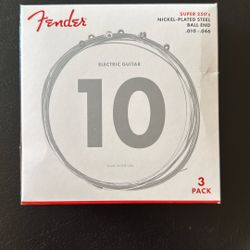 Fender
SUPER 250's
NICKEL-PLATED STEEL
BALL END
.010 - .046
ELECTRIC GUITAR
10
3
PACK